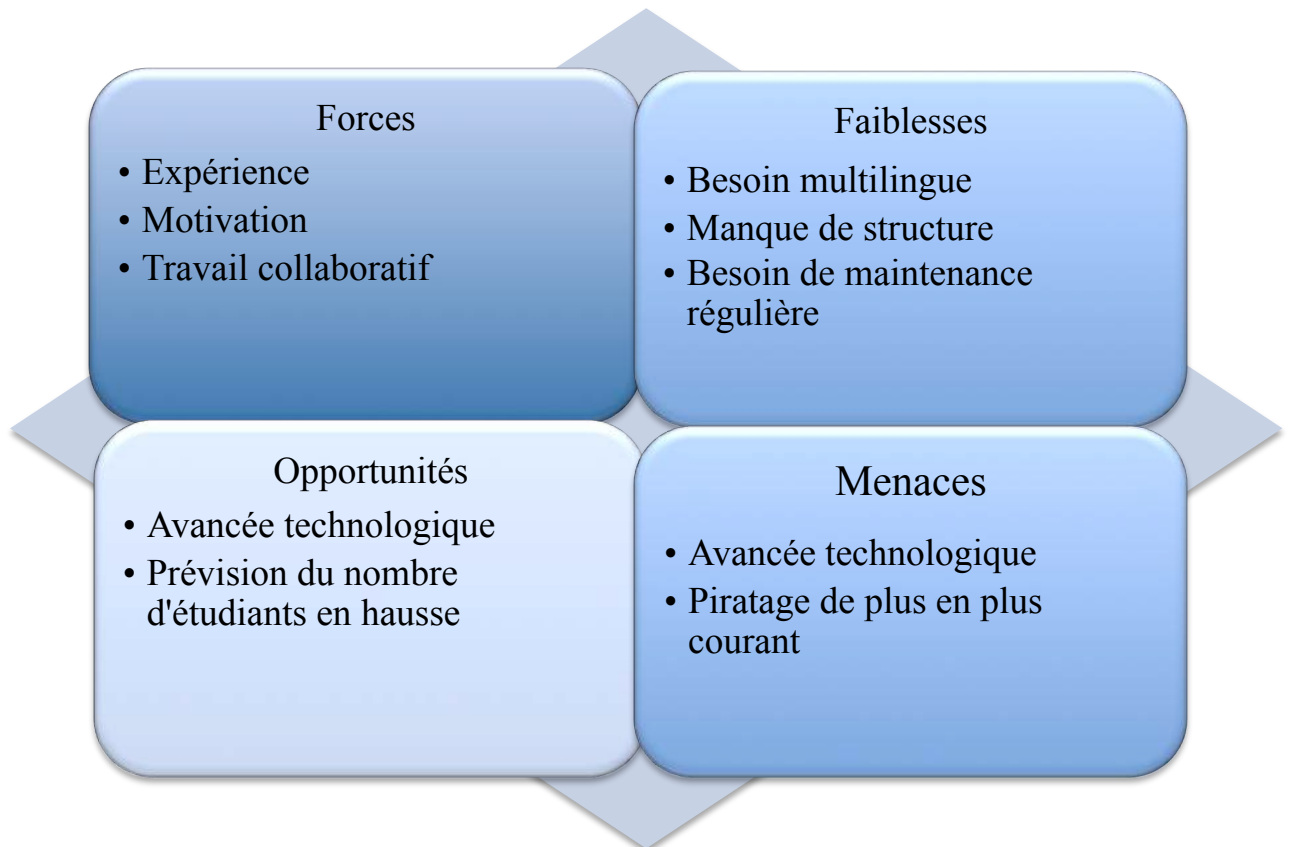 Forces
• Expérience
• Motivation
• Travail collaboratif
Faiblesses
• Besoin multilingue
• Manque de structure
• Besoin de maintenance
régulière
Opportunités
• Avancée technologique
• Prévision du nombre
d'étudiants en hausse
Menaces
• Avancée technologique
• Piratage de plus en plus
courant